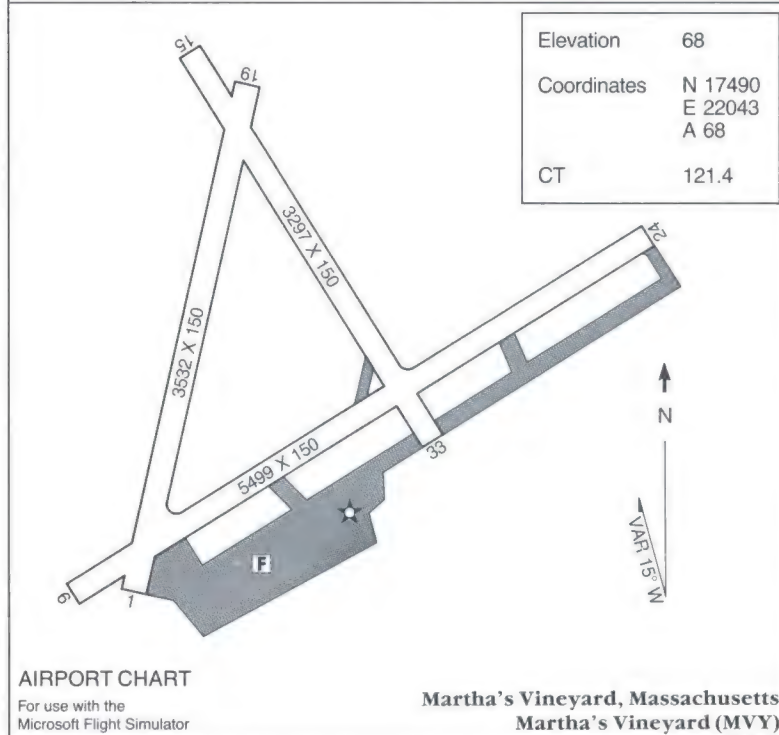 Elevation 68
Coordinates N 17490
E 22043
A 68
CT 121.4
15
19
3297 X 150
24
3532 X 150
N
5499 X 150
33
VAR 15° W
F
6
1
AIRPORT CHART
For use with the
Microsoft Flight Simulator
Martha's Vineyard, Massachusetts
Martha's Vineyard (MVY)